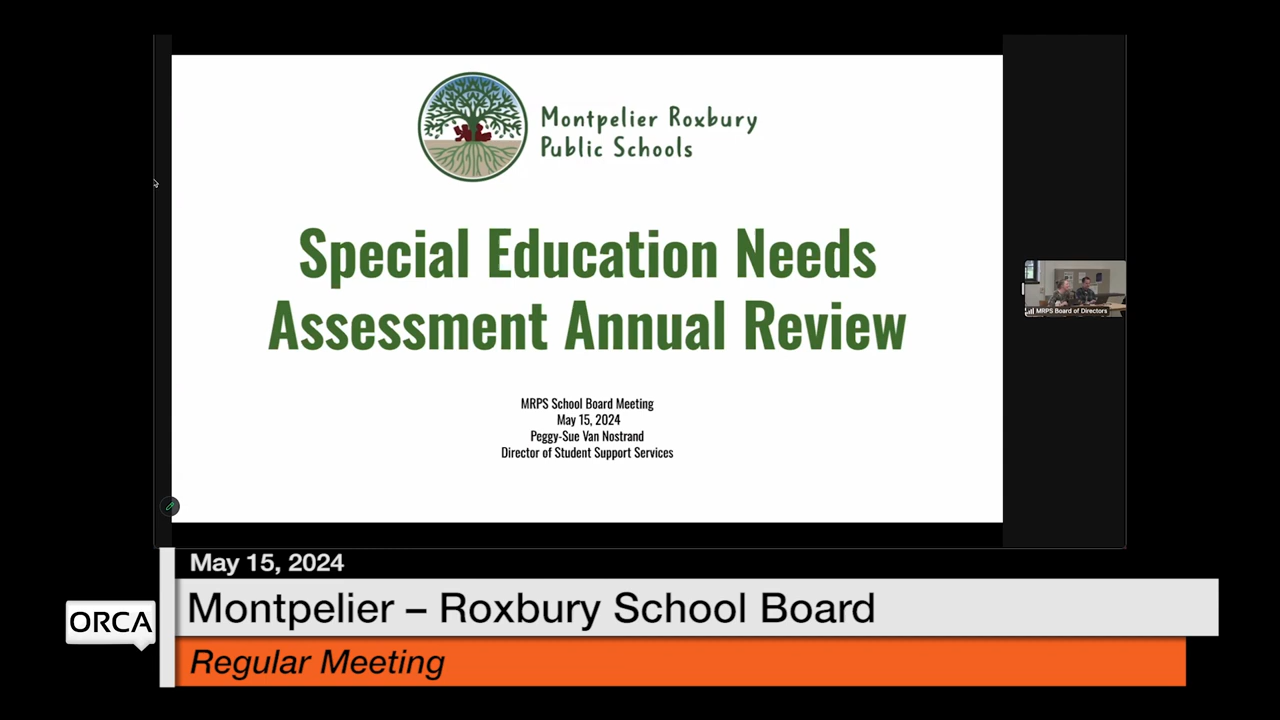 Montpelier Roxbury
Public Schools
Special Education Needs
Assessment Annual Review
MRPS School Board Meeting
May 15, 2024
Peggy-Sue Van Nostrand
Director of Student Support Services
MRPS Board of Directors
May 15, 2024
Montpelier – Roxbury School Board
ORCA
Regular Meeting